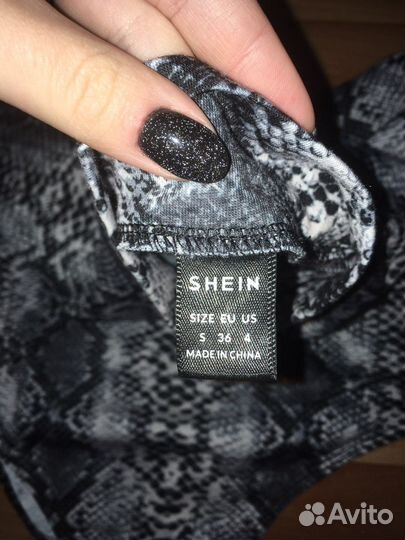 SHEIN
SIZE EU US
S 36 4
MADE IN CHINA
Avito